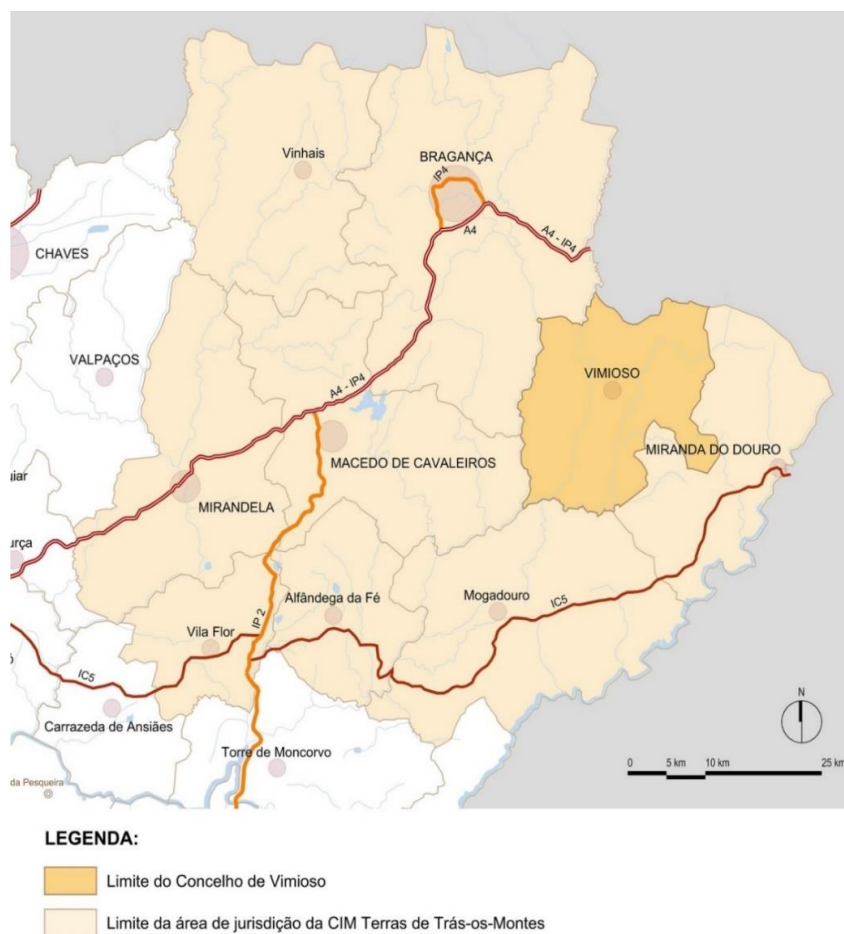 Vinhais
BRAGANÇA
IP4
A4
A4 - IP4
CHAVES
VALPAÇOS
VIMIOSO
A4 - IP4
MACEDO DE CAVALEIROS
MIRANDA DO DOURO
MIRANDELA
iar
urça
Alfândega da Fé
Mogadouro
IC5
IP 2
Vila Flor
IC5
Carrazeda de Ansiães
Torre de Moncorvo
da Pesqueira
N
0 5 km 10 km 25 km
LEGENDA:
Limite do Concelho de Vimioso
Limite da área de jurisdição da CIM Terras de Trás-os-Montes